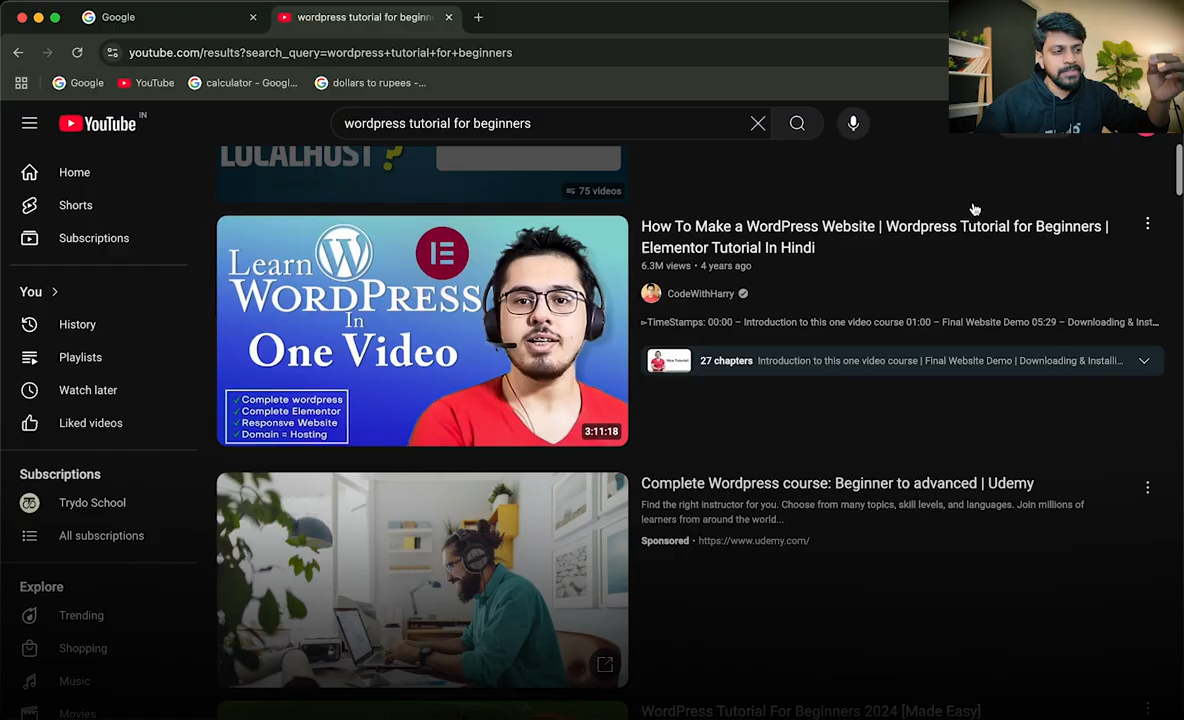 Google
wordpress tutorial for beginn
youtube.com/results?search_query=wordpress+tutorial+for+beginners
Google
YouTube
calculator - Googl...
dollars to rupees -...
YouTube IN
wordpress tutorial for beginners
Home
Shorts
Subscriptions
You
History
Playlists
Watch later
Liked videos
Subscriptions
Trydo School
All subscriptions
Explore
Trending
Shopping
Music
Movies
LOCALHOST ?
75 videos
Learn
WORDPRESS
In
One Video
Complete wordpress
Complete Elementor
Responsve Website
Domain = Hosting
3:11:18
How To Make a WordPress Website | Wordpress Tutorial for Beginners |
Elementor Tutorial In Hindi
6.3M views • 4 years ago
CodeWithHarry
▻TimeStamps: 00:00 – Introduction to this one video course 01:00 – Final Website Demo 05:29 – Downloading & Inst...
27 chapters Introduction to this one video course | Final Website Demo | Downloading & Installi...
Complete Wordpress course: Beginner to advanced | Udemy
Find the right instructor for you. Choose from many topics, skill levels, and languages. Join millions of
learners from around the world...
Sponsored • https://www.udemy.com/
WordPress Tutorial For Beginners 2024 [Made Easy]